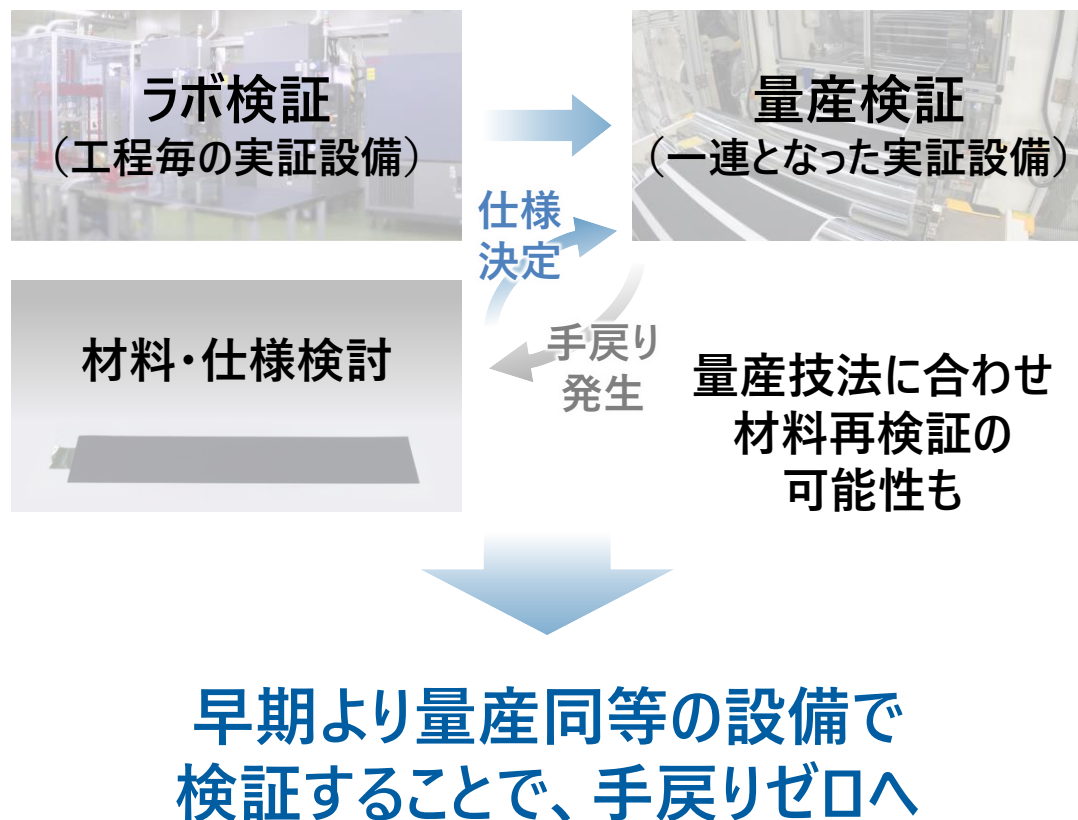 ラボ検証
（工程毎の実証設備）
量産検証
（一連となった実証設備）
仕様
決定
手戻り
発生
材料・仕様検討
量産技法に合わせ
材料再検証の
可能性も
早期より量産同等の設備で
検証することで、手戻りゼロへ